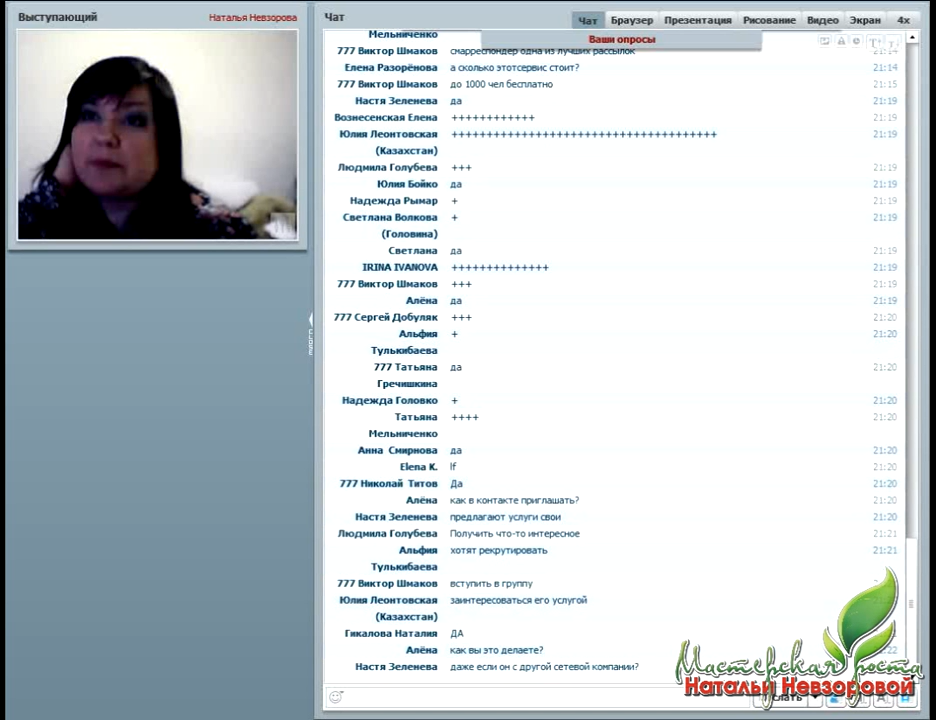 Выступающий
Наталья Невзорова
Чат
Чат Браузер Презентация Рисование Видео Экран 4x
Ваши опросы
Мельниченко
777 Виктор Шмаков смарреспондер одна из лучших рассылок 21:14
Елена Разорёнова а сколько этотсервис стоит? 21:14
777 Виктор Шмаков до 1000 чел бесплатно 21:15
Настя Зеленева да 21:19
Вознесенская Елена ++++++++++++ 21:19
Юлия Леонтовская ++++++++++++++++++++++++++++++++++++++ 21:19
(Казахстан)
Людмила Голубева +++ 21:19
Юлия Бойко да 21:19
Надежда Рымар + 21:19
Светлана Волкова + 21:19
(Головина)
Светлана да 21:19
IRINA IVANOVA ++++++++++++++ 21:19
777 Виктор Шмаков +++ 21:19
Алёна да 21:19
777 Сергей Добуляк +++ 21:20
Альфия + 21:20
Тулькибаева
777 Татьяна да 21:20
Гречишкина
Надежда Головко + 21:20
Татьяна ++++ 21:20
Мельниченко
Анна Смирнова да 21:20
Elena K. lf 21:20
777 Николай Титов Да 21:20
Алёна как в контакте приглашать? 21:20
Настя Зеленева предлагают услуги свои 21:20
Людмила Голубева Получить что-то интересное 21:21
Альфия хотят рекрутировать 21:21
Тулькибаева
777 Виктор Шмаков вступить в группу
Юлия Леонтовская заинтересоваться его услугой
(Казахстан)
Гикалова Наталия ДА
Алёна как вы это делаете?
Настя Зеленева даже если он с другой сетевой компании?
Мастерская роста
Натальи Невзоровой